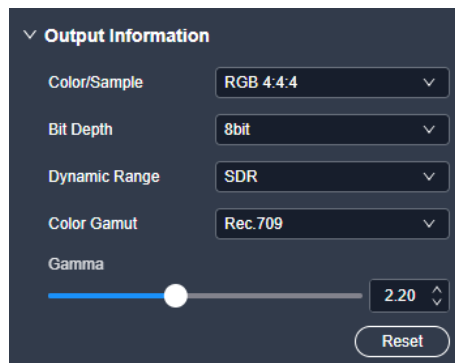 Output Information
Color/Sample RGB 4:4:4
Bit Depth 8bit
Dynamic Range SDR
Color Gamut Rec.709
Gamma
2.20
Reset